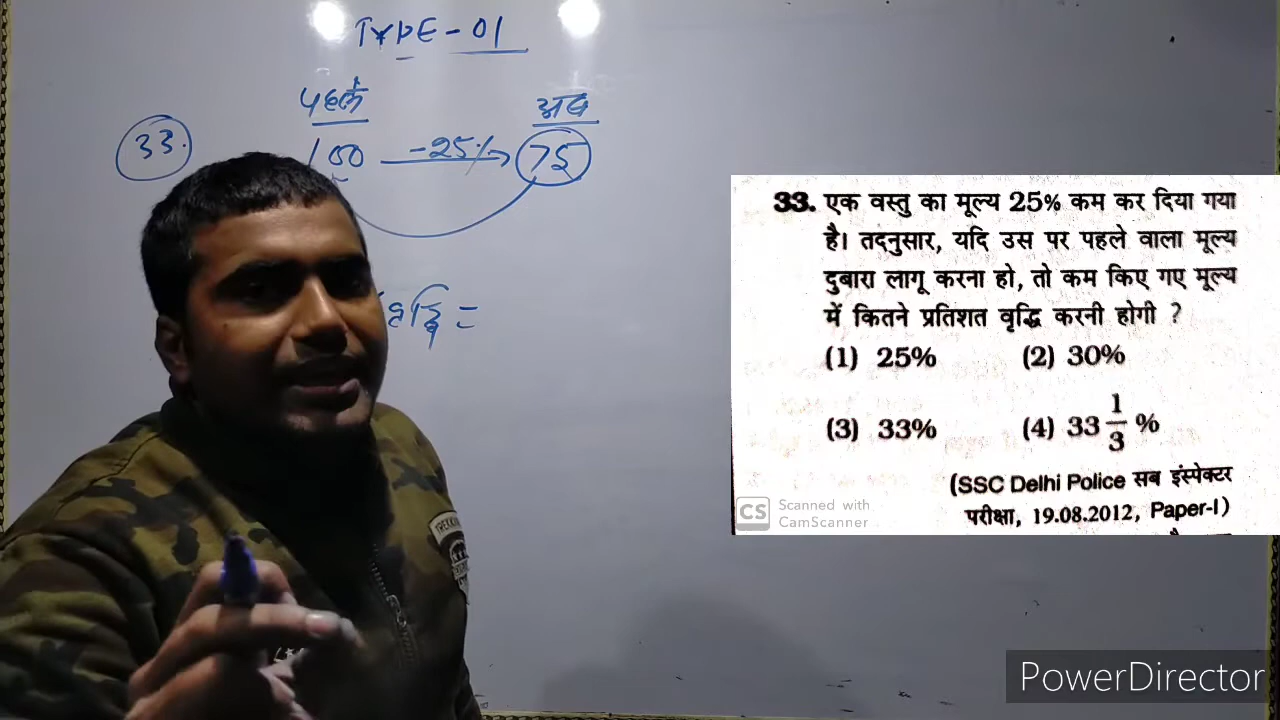 TYPE-01
पहले अब
33. 100 -25% 75
वृद्धि =
33. एक वस्तु का मूल्य 25% कम कर दिया गया
है। तदनुसार, यदि उस पर पहले वाला मूल्य
दुबारा लागू करना हो, तो कम किए गए मूल्य
में कितने प्रतिशत वृद्धि करनी होगी ?
(1) 25% (2) 30%
(3) 33% (4) 33 1/3 %
(SSC Delhi Police सब इंस्पेक्टर
परीक्षा, 19.08.2012, Paper-I)
CS Scanned with
CamScanner
TREKKIN
PowerDirector